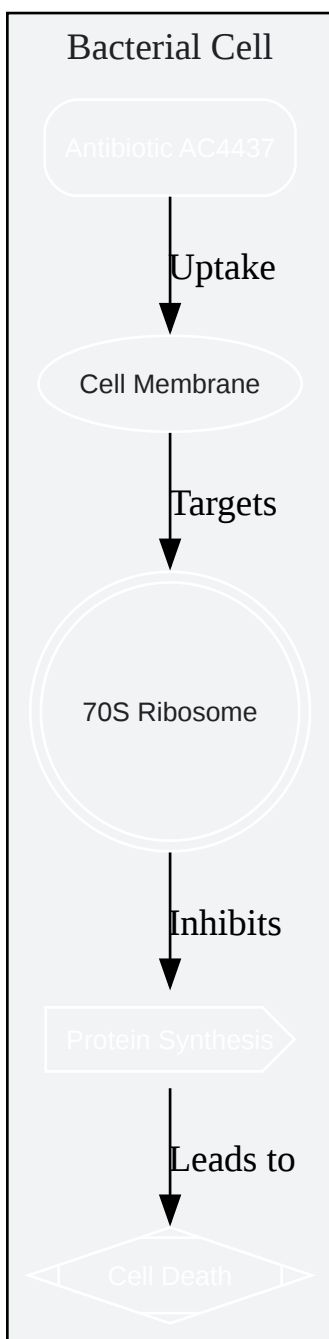 Bacterial Cell
Antibiotic AC4437
Uptake
Cell Membrane
Targets
70S Ribosome
Inhibits
Protein Synthesis
Leads to
Cell Death